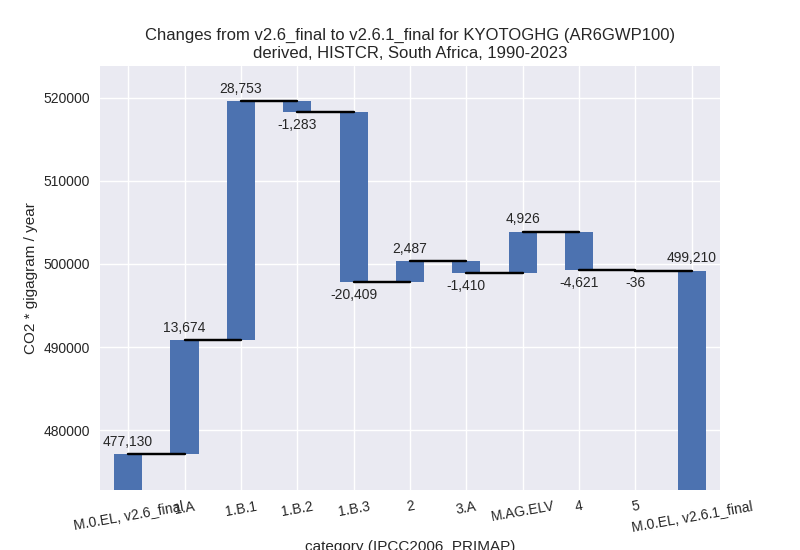 Changes from v2.6_final to v2.6.1_final for KYOTOGHG (AR6GWP100)
derived, HISTCR, South Africa, 1990-2023
CO2 * gigagram / year
520000
510000
500000
490000
480000
477,130
13,674
28,753
-1,283
-20,409
2,487
-1,410
4,926
-4,621
-36
499,210
M.0.EL, v2.6_final
1.A
1.B.1
1.B.2
1.B.3
2
3.A
M.AG.ELV
4
5
M.0.EL, v2.6.1_final
category (IPCC2006_PRIMAP)